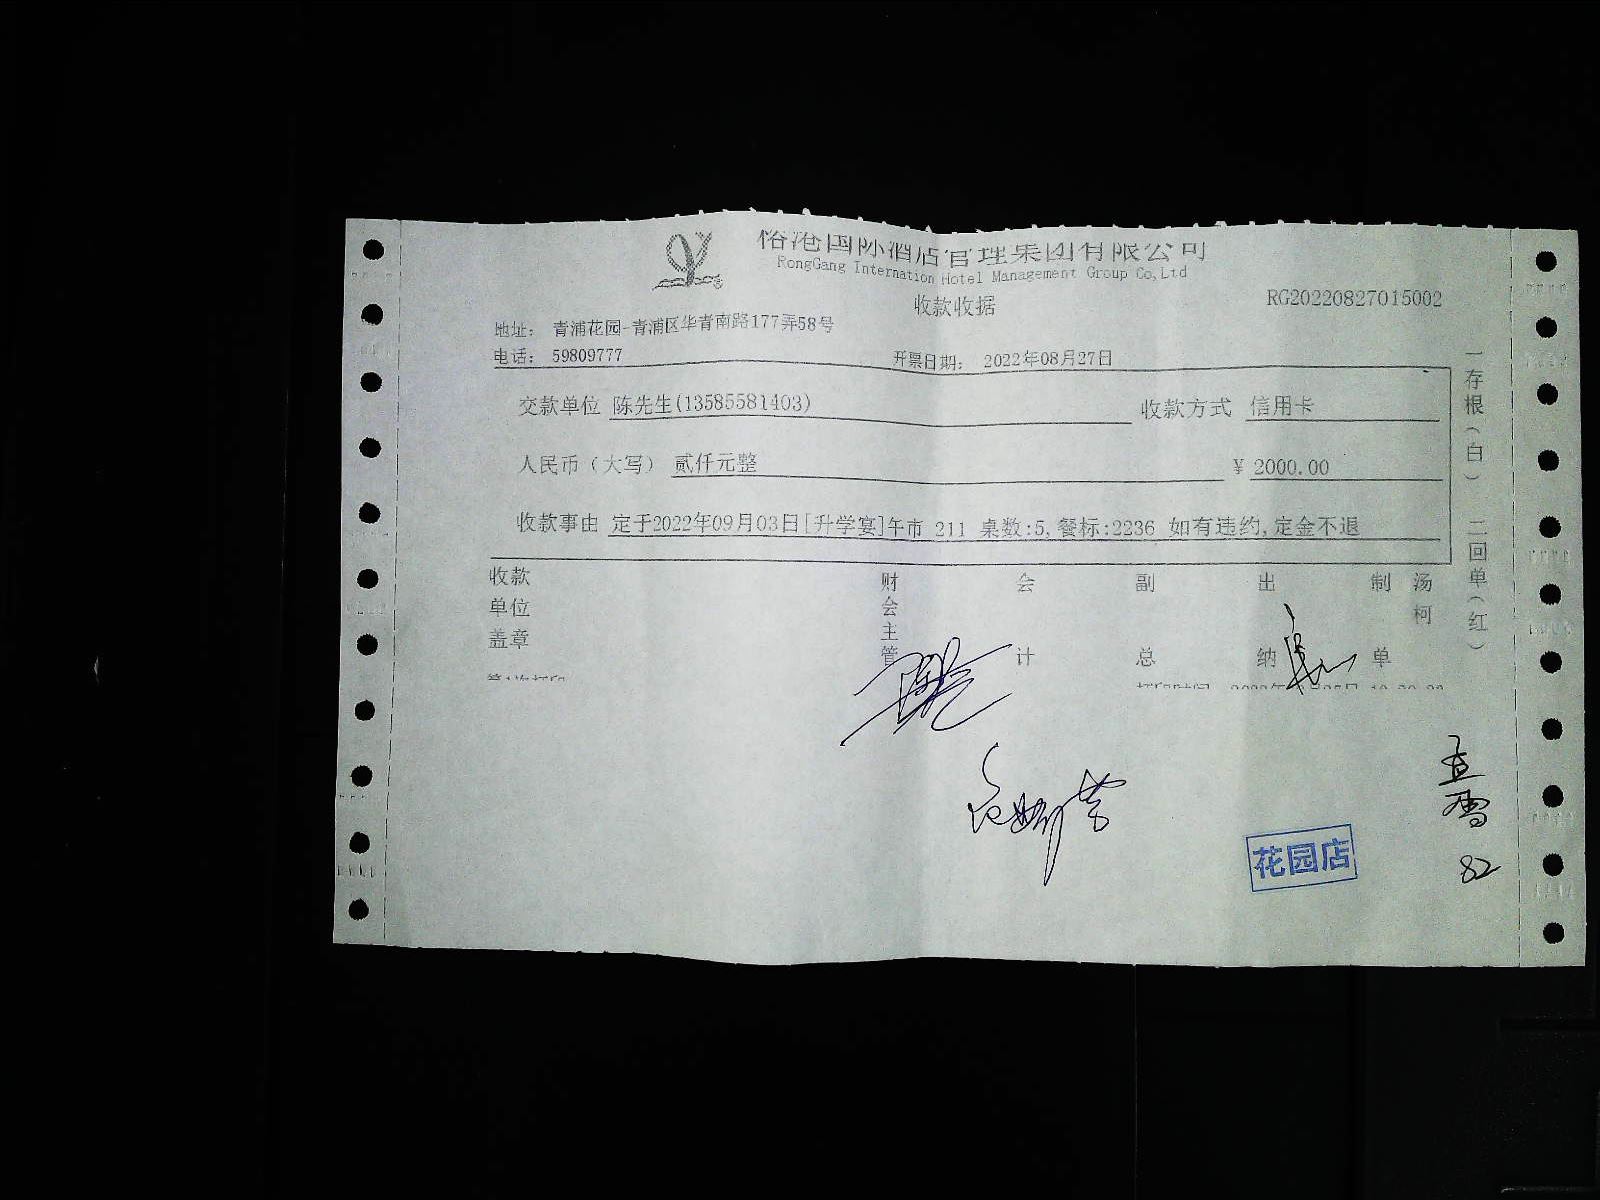 裕港国际酒店管理集团有限公司
RongGang Internation Hotel Management Group Co,Ltd
收款收据
RG20220827015002
地址： 青浦花园-青浦区华青南路177弄58号
电话： 59809777
开票日期： 2022年08月27日
交款单位 陈先生(13585581403)
收款方式 信用卡
人民币（大写） 贰仟元整
¥ 2000.00
收款事由 定于2022年09月03日[升学宴]午市 211 桌数:5,餐标:2236 如有违约,定金不退
收款单位盖章
财会主管
会计
副总
出纳
制单
汤柯
一存根（白） 二回单（红）
花园店
82